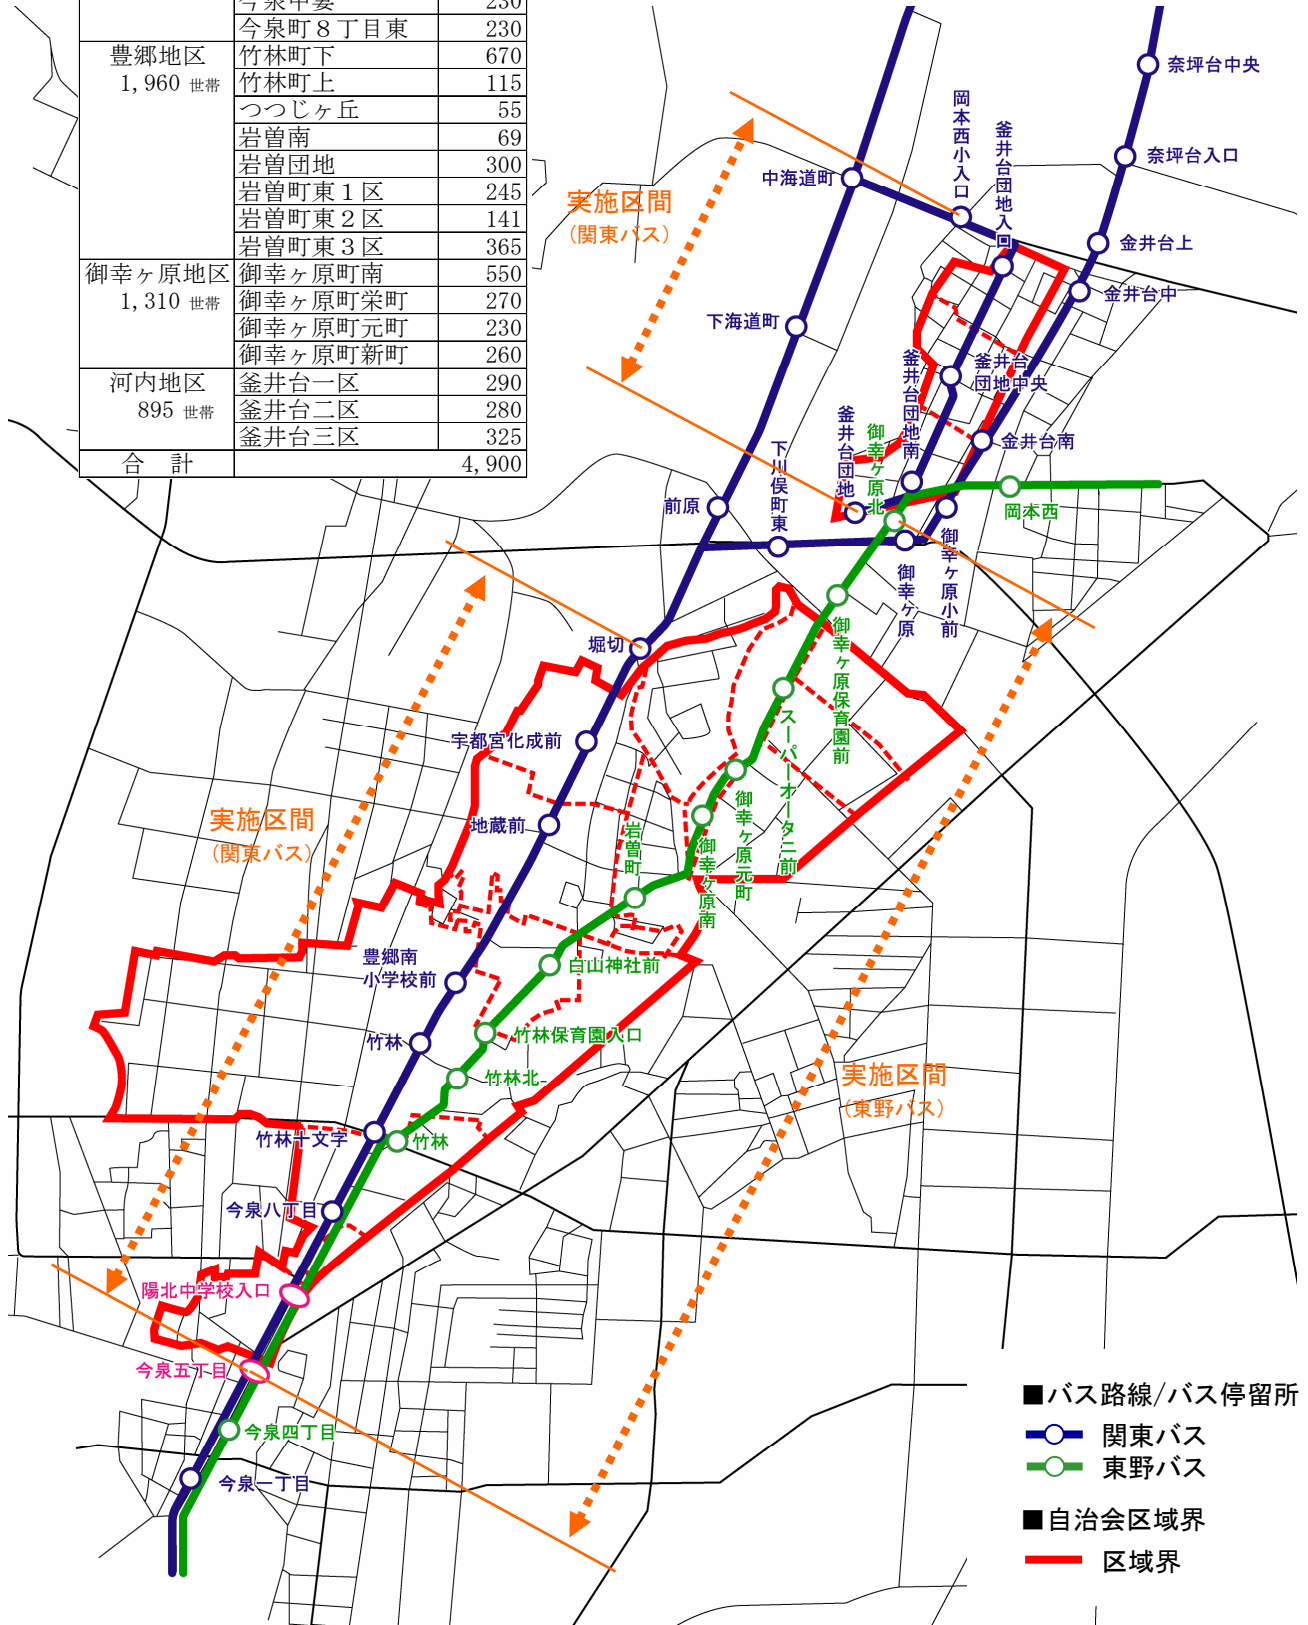 今泉中妻 230
今泉町８丁目東 230
豊郷地区 竹林町下 670
1,960 世帯 竹林町上 115
つつじヶ丘 55
岩曽南 69
岩曽団地 300
岩曽町東１区 245
岩曽町東２区 141
岩曽町東３区 365
御幸ヶ原地区 御幸ヶ原町南 550
1,310 世帯 御幸ヶ原町栄町 270
御幸ヶ原町元町 230
御幸ヶ原町新町 260
河内地区 釜井台一区 290
895 世帯 釜井台二区 280
釜井台三区 325
合 計 4,900
奈坪台中央
岡本西小入口
釜井台団地入口
奈坪台入口
中海道町
実施区間
(関東バス)
金井台上
金井台中
下海道町
釜井台団地南
釜井台
団地中央
釜井台団地
御幸ヶ原北
金井台南
下川俣町東
前原
岡本西
御幸ヶ原小前
御幸ヶ原
堀切
御幸ヶ原保育園前
スーパーオータニ前
宇都宮化成前
御幸ヶ原元町
実施区間
(関東バス)
地蔵前
岩曽町
御幸ヶ原南
豊郷南
小学校前
白山神社前
竹林
竹林保育園入口
竹林北
実施区間
(東野バス)
竹林十文字
竹林
今泉八丁目
陽北中学校入口
今泉五丁目
今泉四丁目
今泉一丁目
■バス路線/バス停留所
関東バス
東野バス
■自治会区域界
区域界